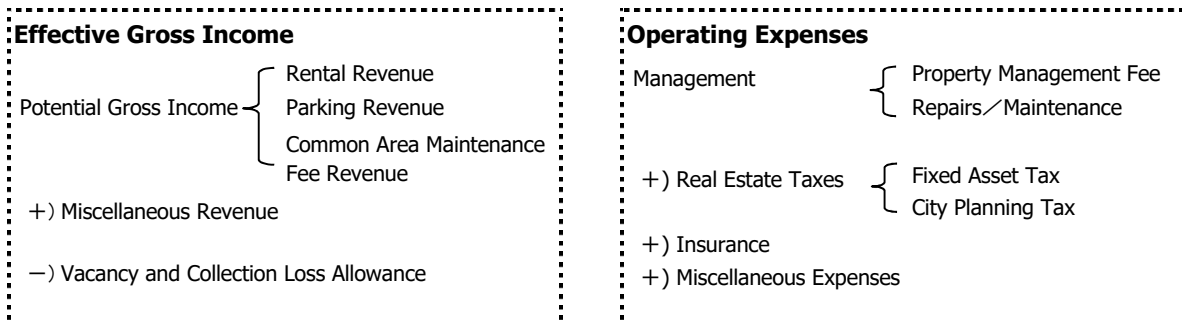 Effective Gross Income
Potential Gross Income
Rental Revenue
Parking Revenue
Common Area Maintenance
Fee Revenue
＋）Miscellaneous Revenue
－）Vacancy and Collection Loss Allowance
Operating Expenses
Management
Property Management Fee
Repairs／Maintenance
＋) Real Estate Taxes
Fixed Asset Tax
City Planning Tax
＋) Insurance
＋) Miscellaneous Expenses